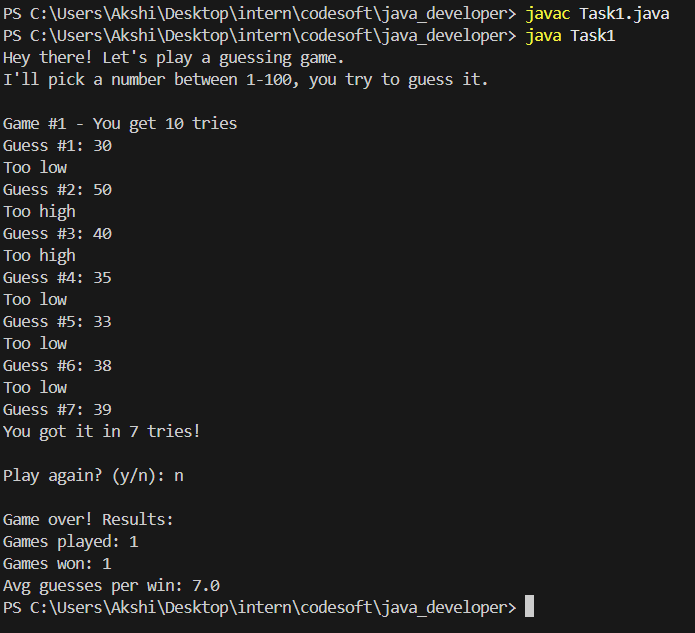 PS C:\Users\Akshi\Desktop\intern\codesoft\java_developer> javac Task1.java
PS C:\Users\Akshi\Desktop\intern\codesoft\java_developer> java Task1
Hey there! Let's play a guessing game.
I'll pick a number between 1-100, you try to guess it.

Game #1 - You get 10 tries
Guess #1: 30
Too low
Guess #2: 50
Too high
Guess #3: 40
Too high
Guess #4: 35
Too low
Guess #5: 33
Too low
Guess #6: 38
Too low
Guess #7: 39
You got it in 7 tries!

Play again? (y/n): n

Game over! Results:
Games played: 1
Games won: 1
Avg guesses per win: 7.0
PS C:\Users\Akshi\Desktop\intern\codesoft\java_developer>